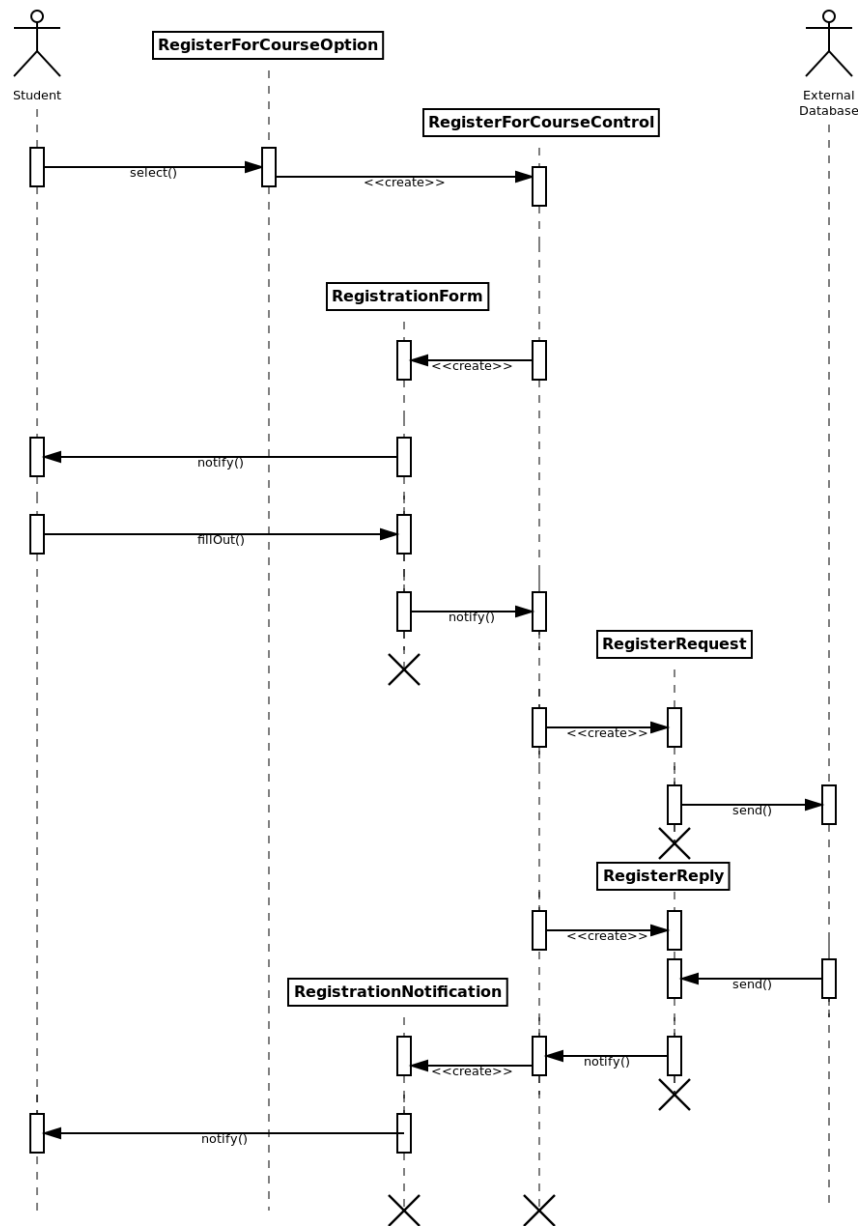 RegisterForCourseOption
Student
External
Database
RegisterForCourseControl
select()
<<create>>
RegistrationForm
<<create>>
notify()
fillOut()
notify()
RegisterRequest
<<create>>
send()
RegisterReply
<<create>>
send()
RegistrationNotification
notify()
<<create>>
notify()